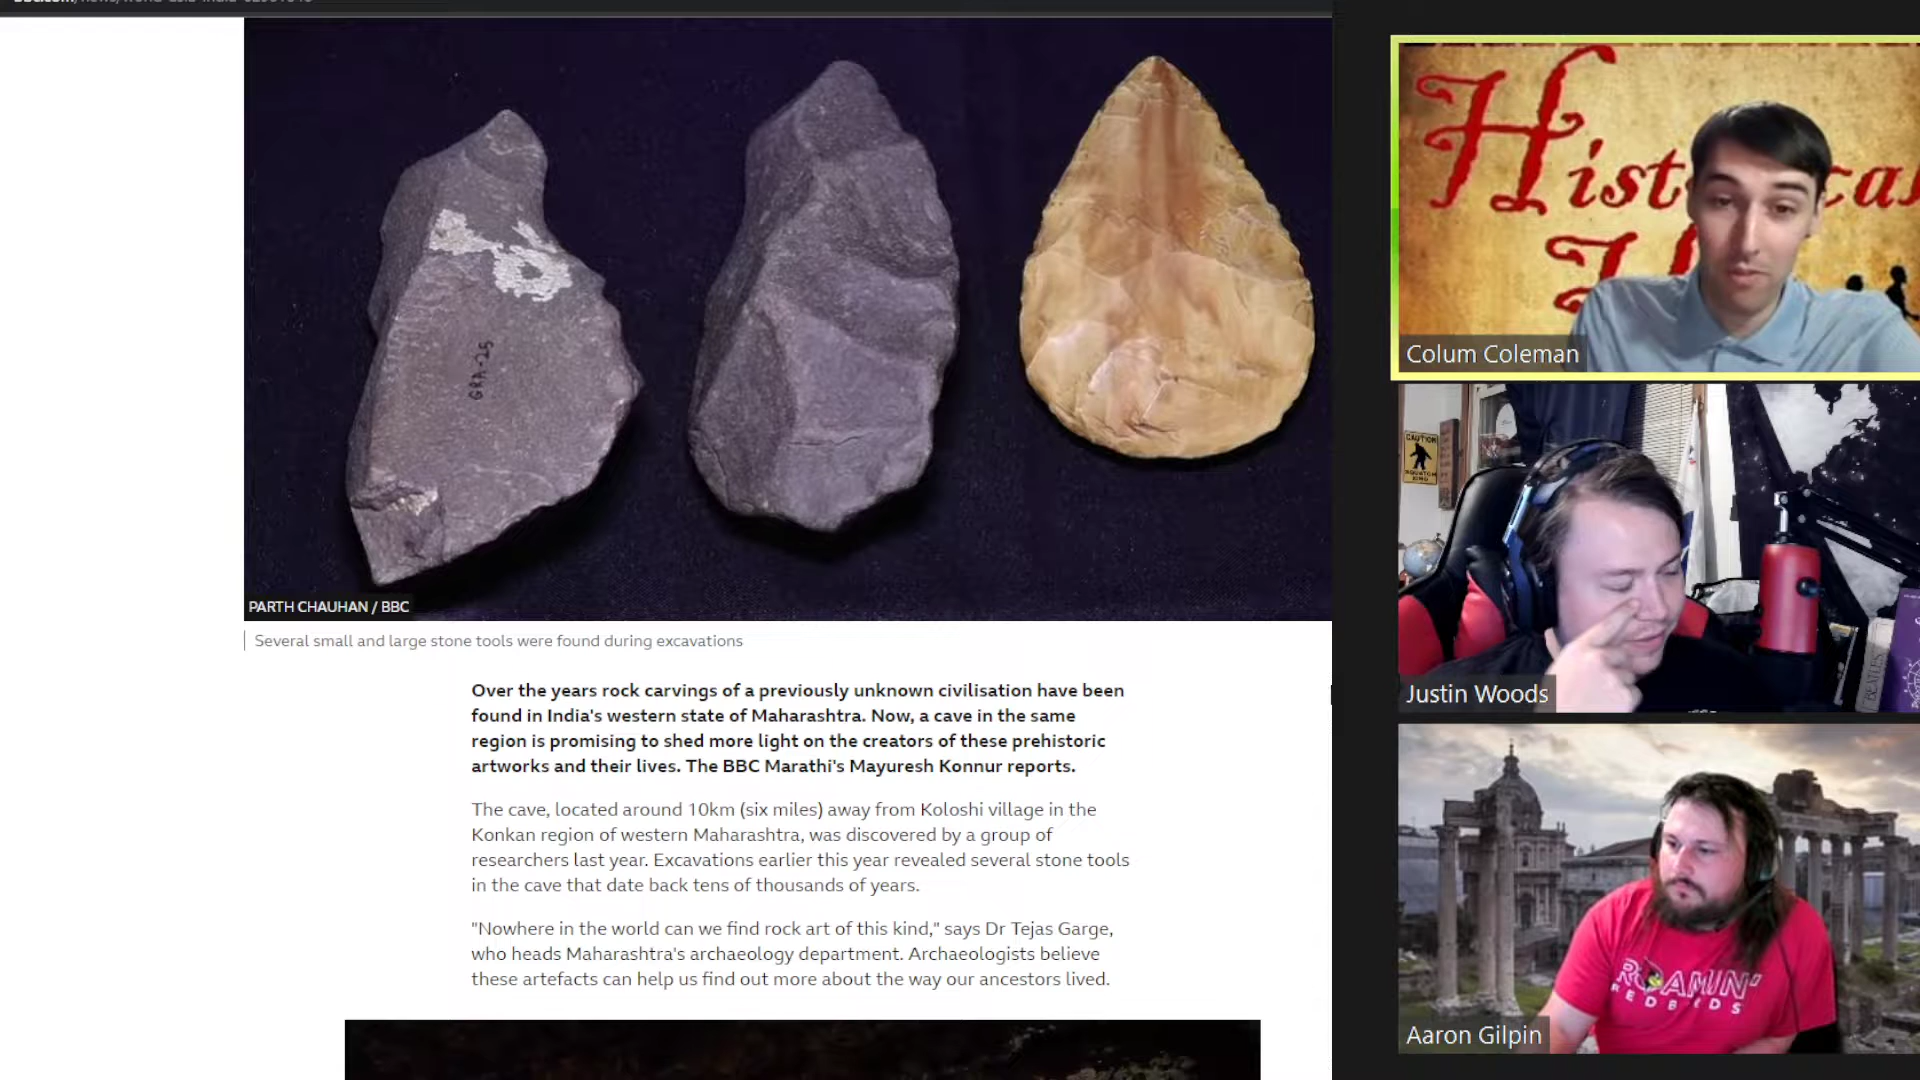 GRA-25
PARTH CHAUHAN / BBC
Several small and large stone tools were found during excavations
Over the years rock carvings of a previously unknown civilisation have been
found in India's western state of Maharashtra. Now, a cave in the same
region is promising to shed more light on the creators of these prehistoric
artworks and their lives. The BBC Marathi's Mayuresh Konnur reports.
The cave, located around 10km (six miles) away from Koloshi village in the
Konkan region of western Maharashtra, was discovered by a group of
researchers last year. Excavations earlier this year revealed several stone tools
in the cave that date back tens of thousands of years.
"Nowhere in the world can we find rock art of this kind," says Dr Tejas Garge,
who heads Maharashtra's archaeology department. Archaeologists believe
these artefacts can help us find out more about the way our ancestors lived.
Colum Coleman
CAUTION
BEATLES
Justin Woods
ROAMIN'
REDBIRDS
Aaron Gilpin